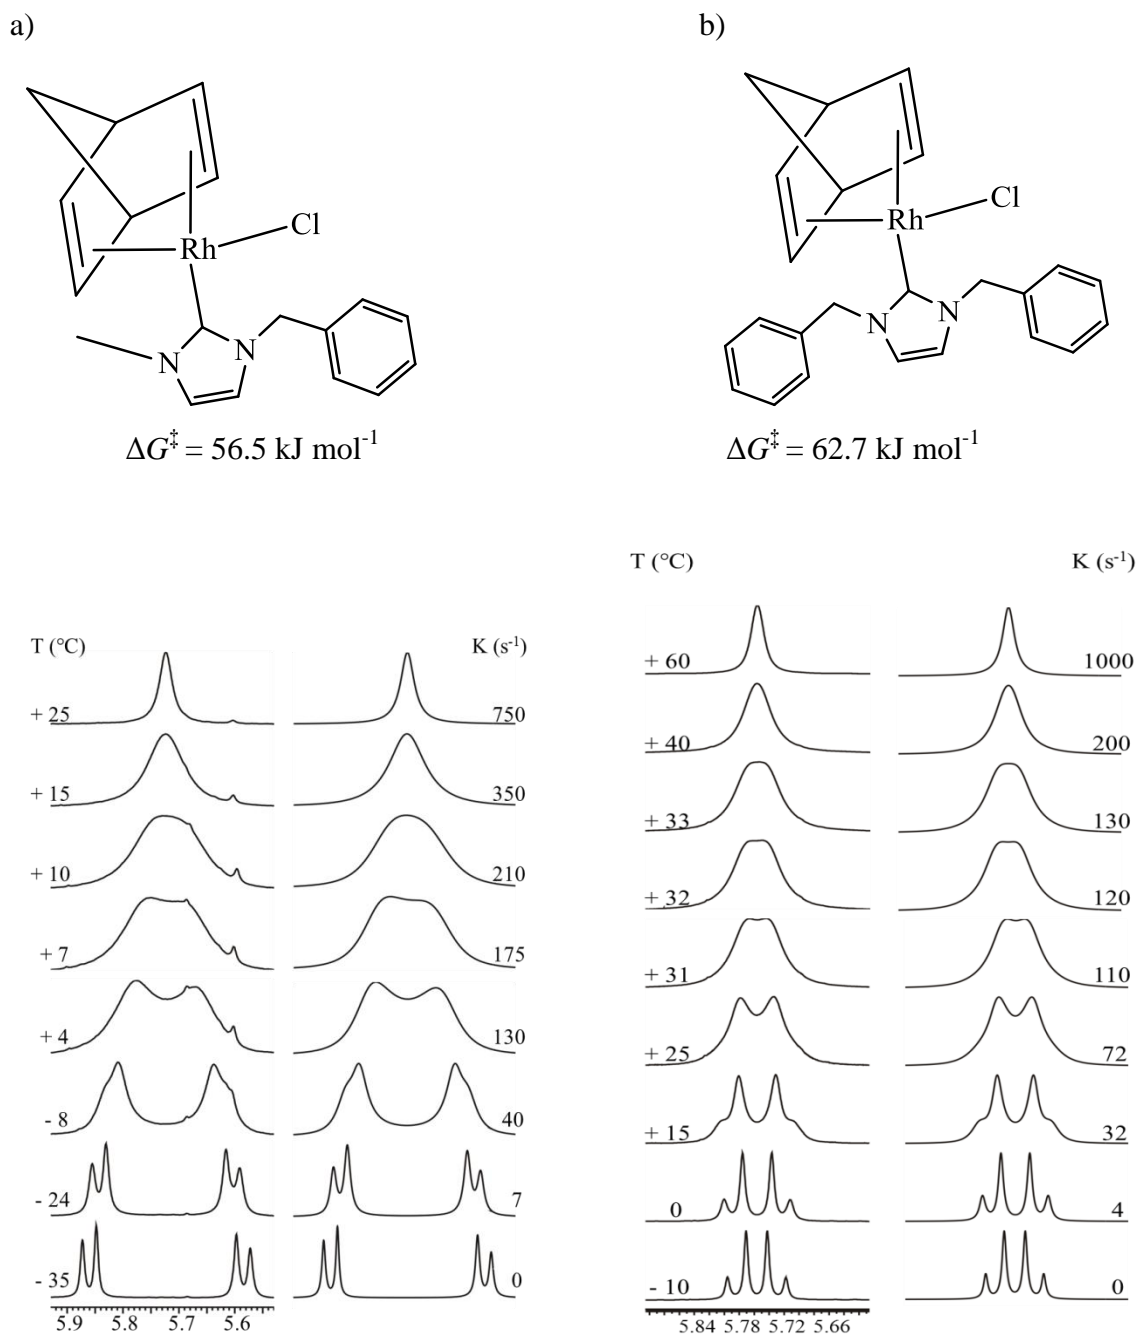 a)
b)
Rh
Cl
N
N
Rh
Cl
N
N
ΔG‡ = 56.5 kJ mol-1
ΔG‡ = 62.7 kJ mol-1
T (°C)
K (s-1)
+ 25
750
+ 15
350
+ 10
210
+ 7
175
+ 4
130
- 8
40
- 24
7
- 35
0
5.9 5.8 5.7 5.6
T (°C)
K (s-1)
+ 60
1000
+ 40
200
+ 33
130
+ 32
120
+ 31
110
+ 25
72
+ 15
32
0
4
- 10
0
5.84 5.78 5.72 5.66